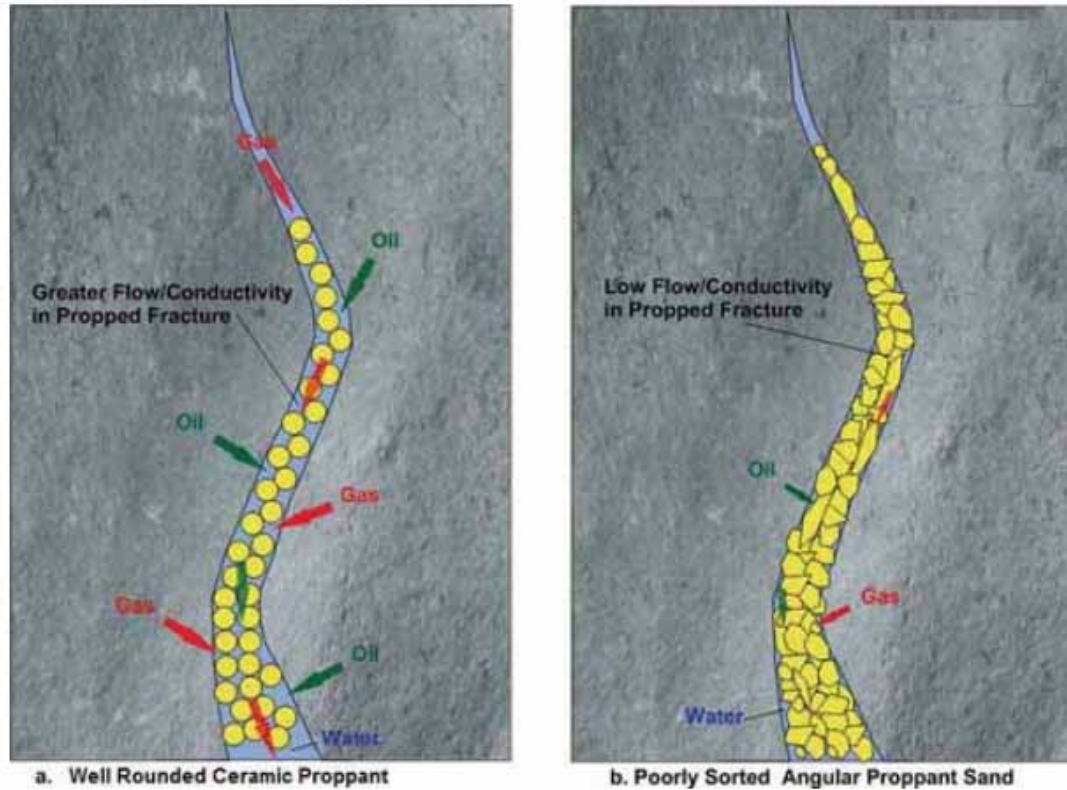 Gas
Oil
Greater Flow/Conductivity
in Propped Fracture
Oil
Gas
Gas
Oil
Water
a. Well Rounded Ceramic Proppant
Low Flow/Conductivity
in Propped Fracture
Oil
Gas
Water
b. Poorly Sorted Angular Proppant Sand